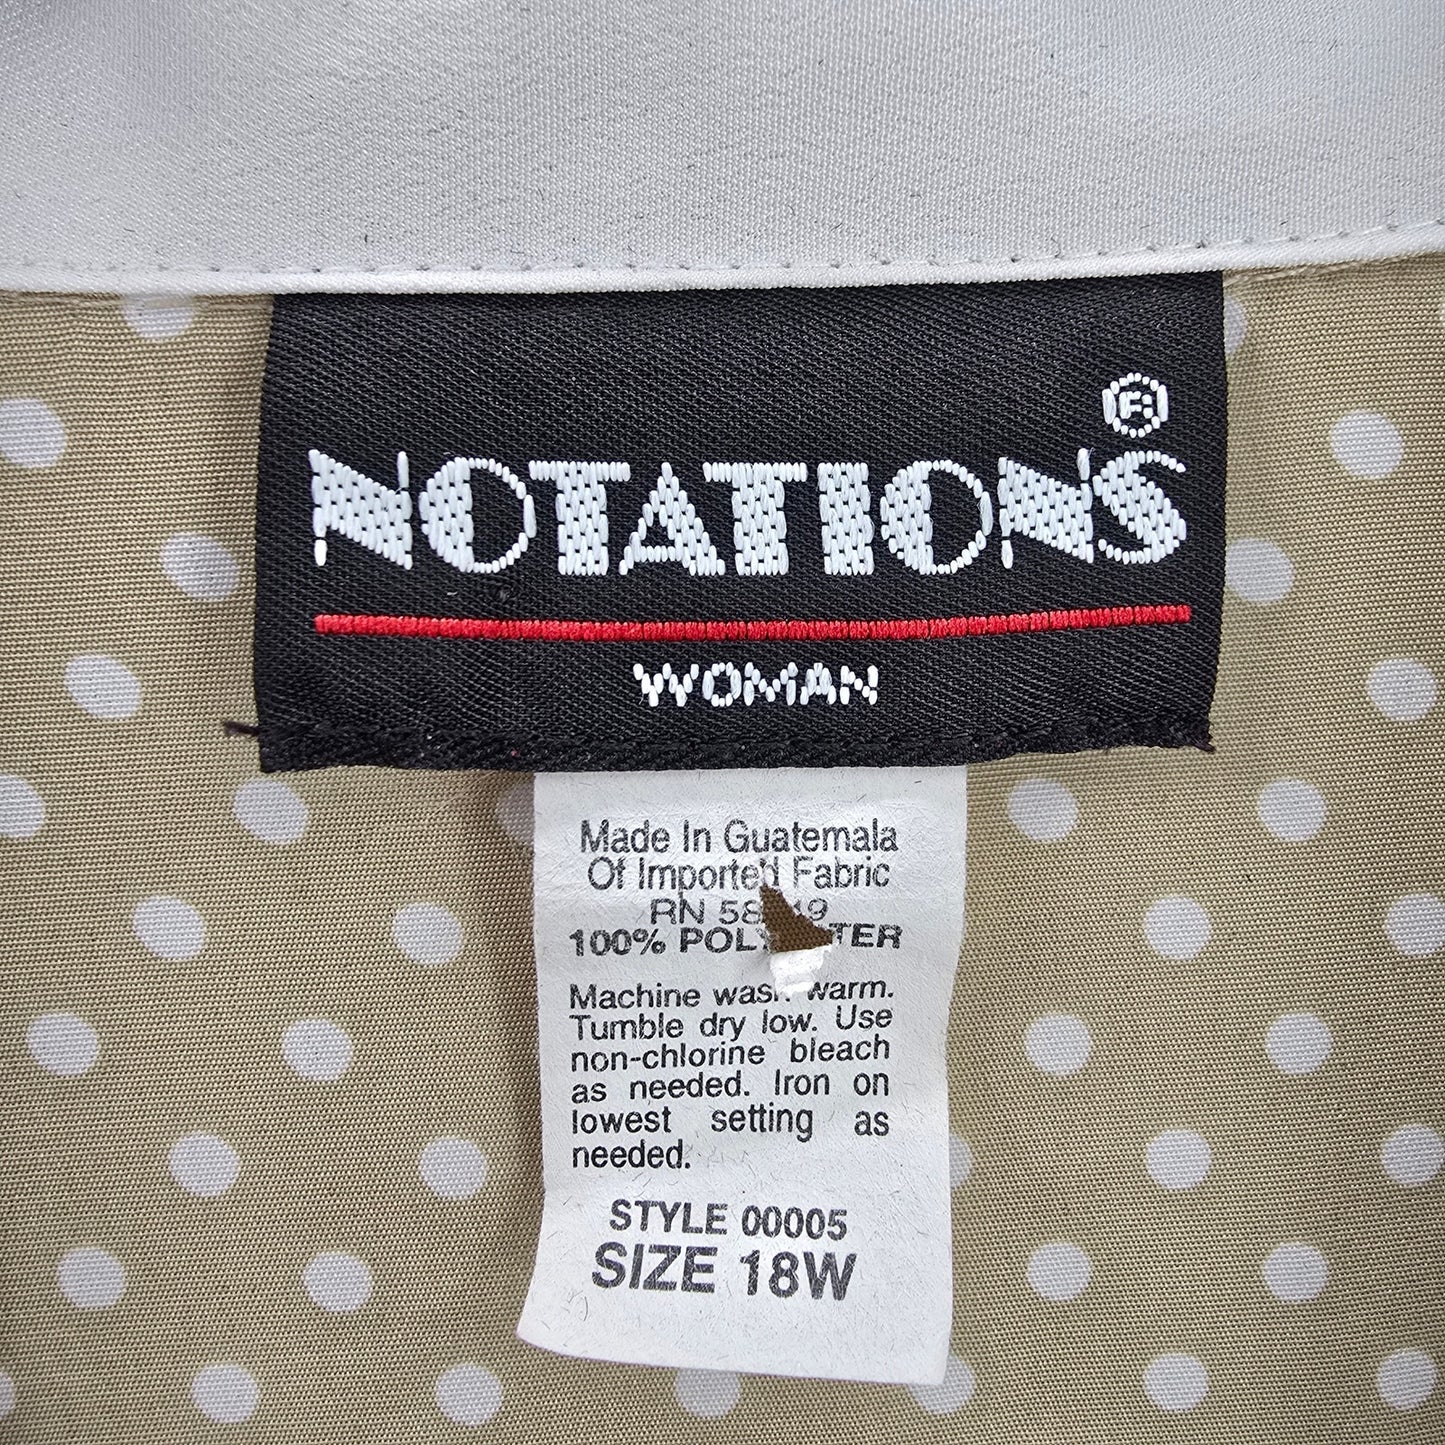 NOTATIONS®
WOMAN
Made In Guatemala
Of Imported Fabric
RN
100% POLYESTER
Machine wash warm.
Tumble dry low. Use
non-chlorine bleach
as needed. Iron on
lowest setting as
needed.
STYLE 00005
SIZE 18W